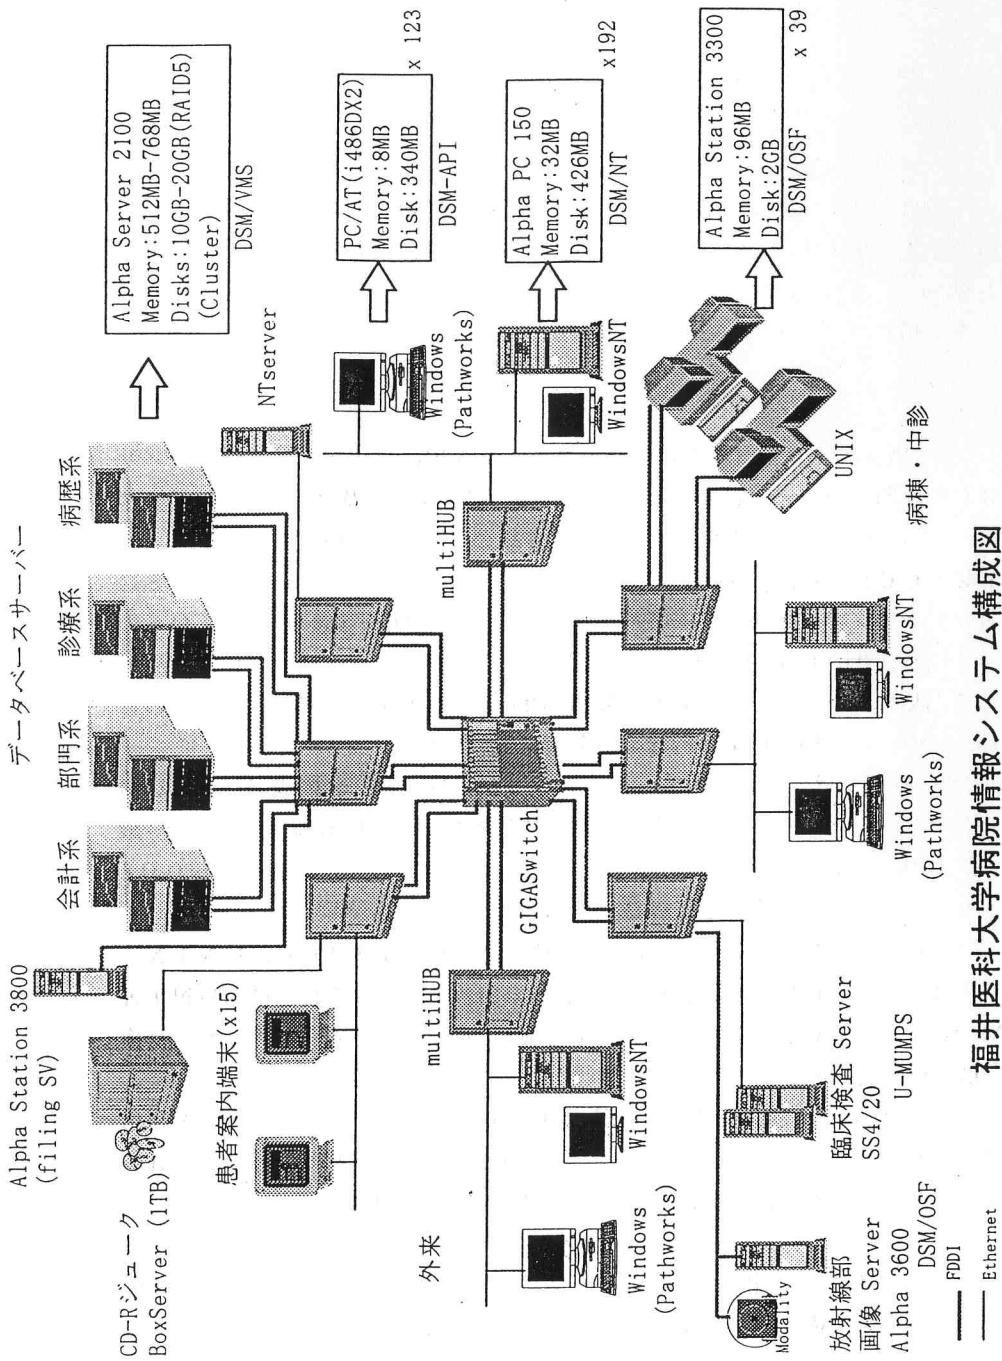 データベースサーバー
会計系
部門系
診療系
病歴系
Alpha Server 2100
Memory:512MB-768MB
Disks:10GB-20GB(RAID5)
(Cluster)
DSM/VMS
Alpha Station 3800
(filing SV)
CD-Rジューク
BoxServer (1TB)
NTserver
PC/AT(i486DX2)
Memory:8MB
Disk:340MB
x 123
DSM-API
患者案内端末(x15)
Windows
(Pathworks)
multiHUB
multiHUB
GIGASwitch
Alpha PC 150
Memory:32MB
Disk:426MB
x192
DSM/NT
WindowsNT
外来
Windows
(Pathworks)
WindowsNT
Alpha Station 3300
Memory:96MB
Disk:2GB
x 39
DSM/OSF
UNIX
病棟・中診
Modality
放射線部
画像 Server
Alpha 3600
DSM/OSF
臨床検査 Server
SS4/20
U-MUMPS
Windows
(Pathworks)
WindowsNT
FDDI
Ethernet
福井医科大学病院情報システム構成図